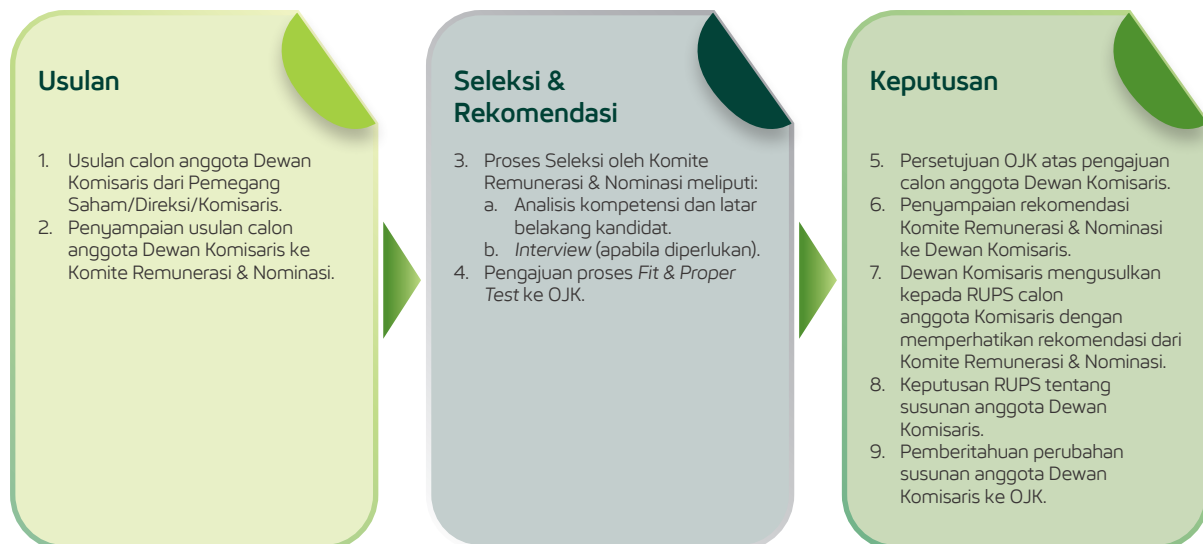 Usulan
1. Usulan calon anggota Dewan
Komisaris dari Pemegang
Saham/Direksi/Komisaris.
2. Penyampaian usulan calon
anggota Dewan Komisaris ke
Komite Remunerasi & Nominasi.
Seleksi &
Rekomendasi
3. Proses Seleksi oleh Komite
Remunerasi & Nominasi meliputi:
a. Analisis kompetensi dan latar
belakang kandidat.
b. Interview (apabila diperlukan).
4. Pengajuan proses Fit & Proper
Test ke OJK.
Keputusan
5. Persetujuan OJK atas pengajuan
calon anggota Dewan Komisaris.
6. Penyampaian rekomendasi
Komite Remunerasi & Nominasi
ke Dewan Komisaris.
7. Dewan Komisaris mengusulkan
kepada RUPS calon
anggota Komisaris dengan
memperhatikan rekomendasi dari
Komite Remunerasi & Nominasi.
8. Keputusan RUPS tentang
susunan anggota Dewan
Komisaris.
9. Pemberitahuan perubahan
susunan anggota Dewan
Komisaris ke OJK.